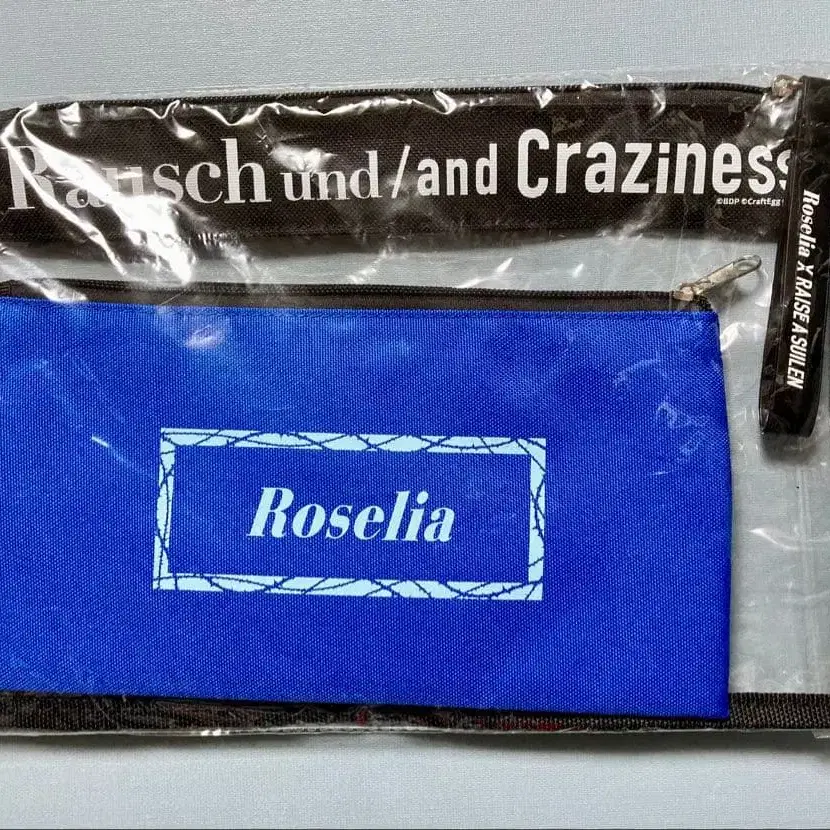 Rausch und/and Craziness
©BDP ©CraftEgg
Roselia X RAISE A SUILEN
Roselia